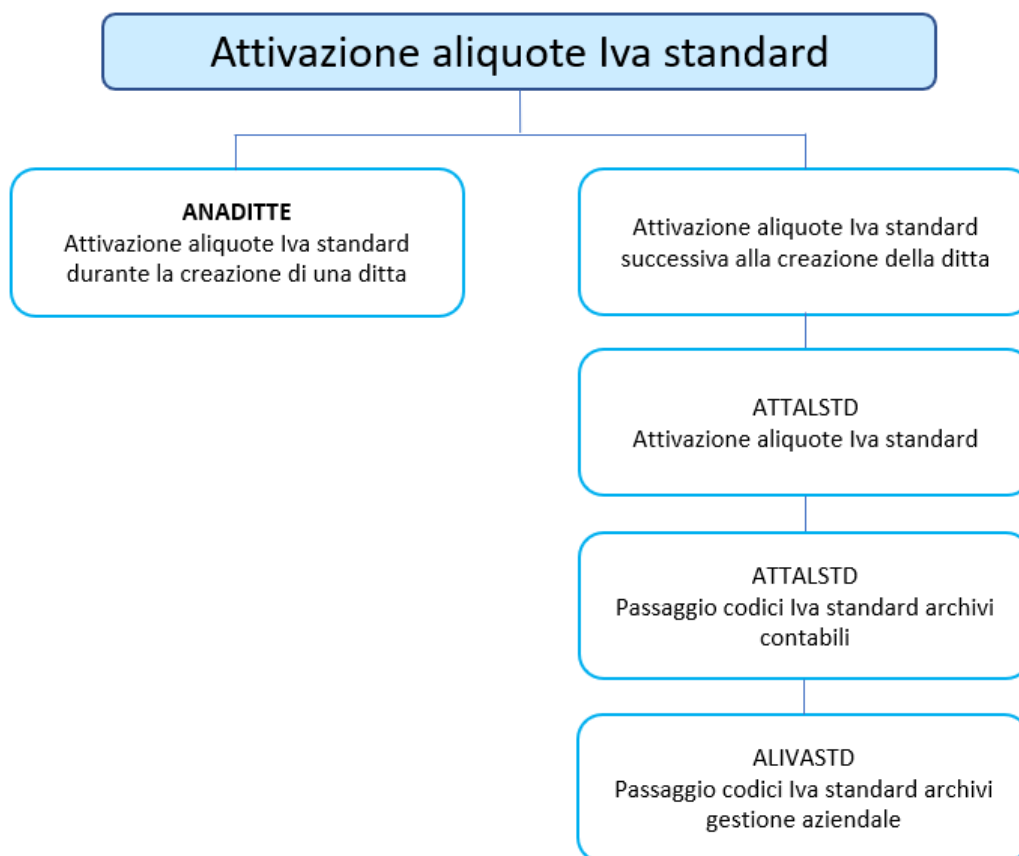 Attivazione aliquote Iva standard
ANADITTE
Attivazione aliquote Iva standard
durante la creazione di una ditta
Attivazione aliquote Iva standard
successiva alla creazione della ditta
ATTALSTD
Attivazione aliquote Iva standard
ATTALSTD
Passaggio codici Iva standard archivi
contabili
ALIVASTD
Passaggio codici Iva standard archivi
gestione aziendale